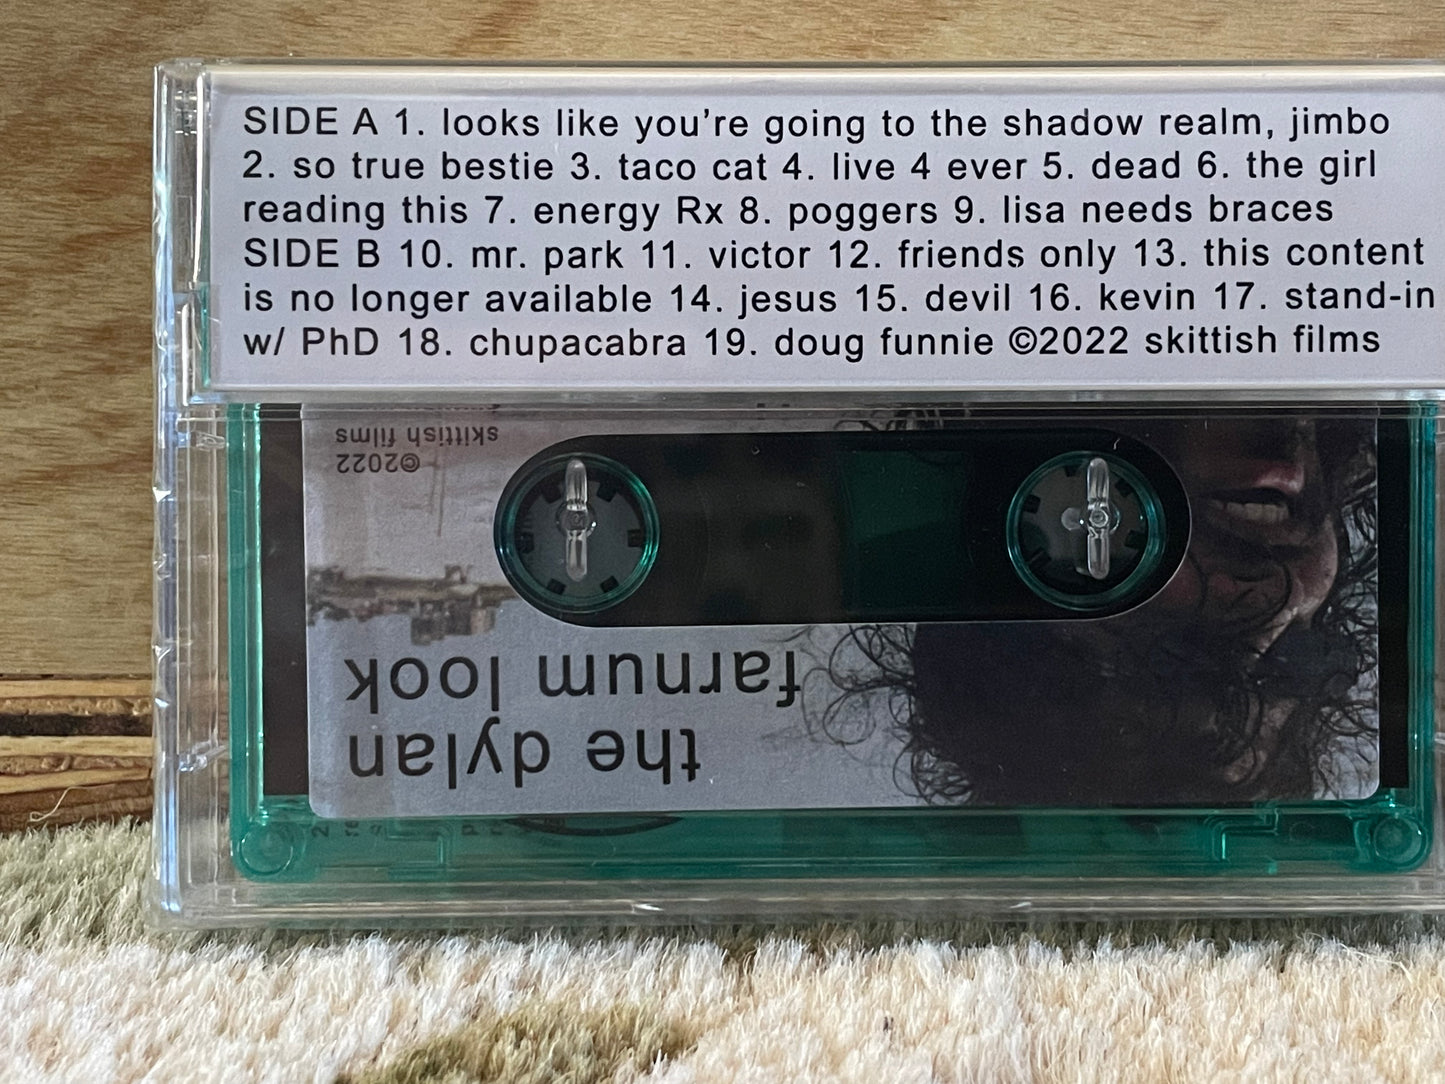 SIDE A 1. looks like you're going to the shadow realm, jimbo
2. so true bestie 3. taco cat 4. live 4 ever 5. dead 6. the girl
reading this 7. energy Rx 8. poggers 9. lisa needs braces
SIDE B 10. mr. park 11. victor 12. friends only 13. this content
is no longer available 14. jesus 15. devil 16. kevin 17. stand-in
w/ PhD 18. chupacabra 19. doug funnie ©2022 skittish films
the dylan
farnum look
©2022
skittish films